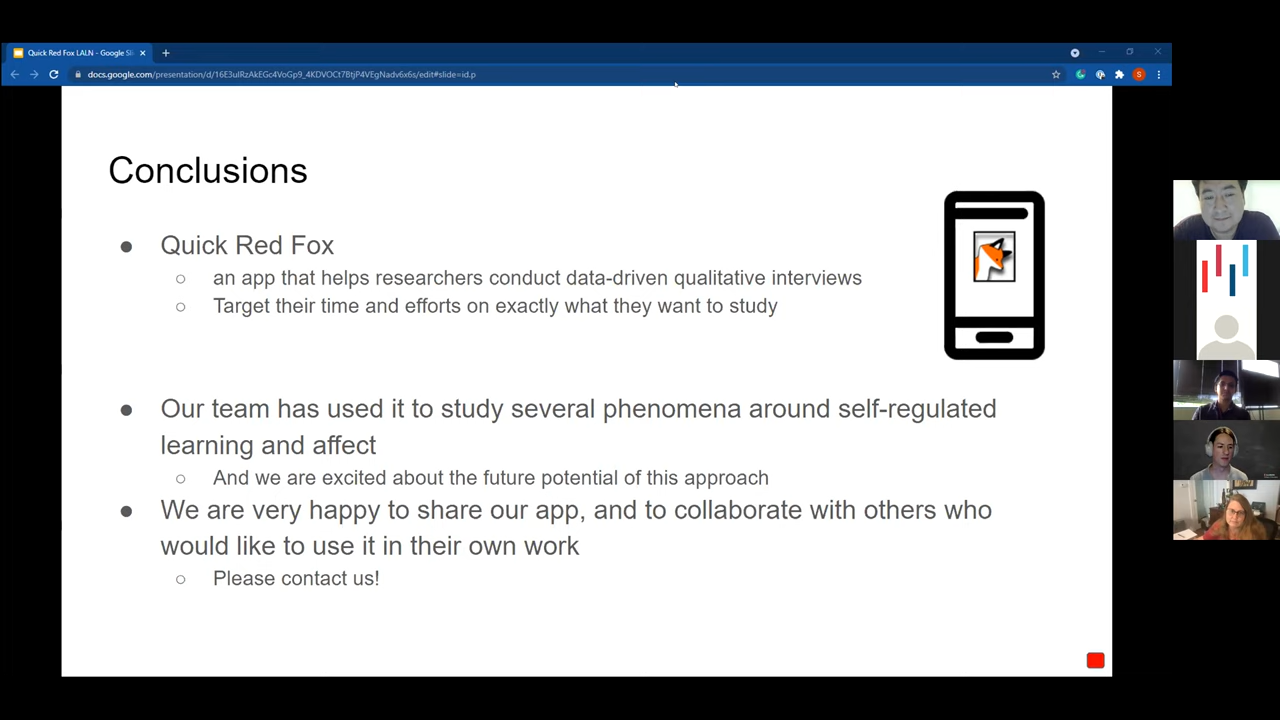 Quick Red Fox LALN - Google Sli
docs.google.com/presentation/d/16E3ulRzAkEGc4VoGp9_4KDVOCt7BtjP4VEgNadv6x6s/edit#slide=id.p
S
Conclusions
● Quick Red Fox
○ an app that helps researchers conduct data-driven qualitative interviews
○ Target their time and efforts on exactly what they want to study
● Our team has used it to study several phenomena around self-regulated
learning and affect
○ And we are excited about the future potential of this approach
● We are very happy to share our app, and to collaborate with others who
would like to use it in their own work
○ Please contact us!